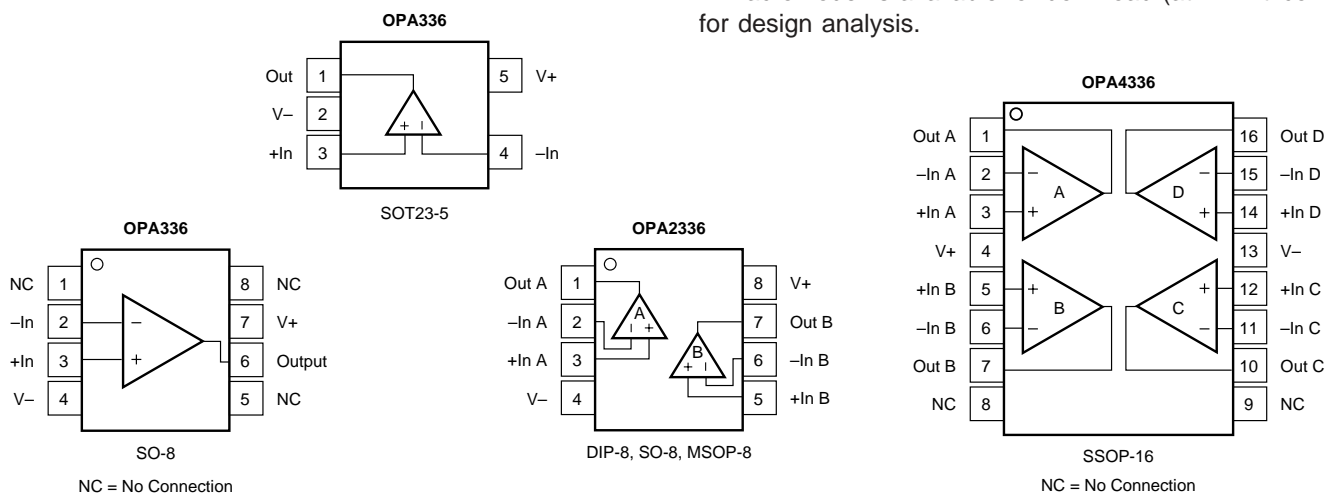 for design analysis.
OPA336
Out 1
V– 2
+In 3
5 V+
4 –In
SOT23-5
OPA336
NC 1
–In 2
+In 3
V– 4
8 NC
7 V+
6 Output
5 NC
– +
SO-8
NC = No Connection
OPA2336
Out A 1
–In A 2
+In A 3
V– 4
8 V+
7 Out B
6 –In B
5 +In B
A
B
DIP-8, SO-8, MSOP-8
OPA4336
Out A 1
–In A 2
+In A 3
V+ 4
+In B 5
–In B 6
Out B 7
NC 8
16 Out D
15 –In D
14 +In D
13 V–
12 +In C
11 –In C
10 Out C
9 NC
A
D
B
C
SSOP-16
NC = No Connection